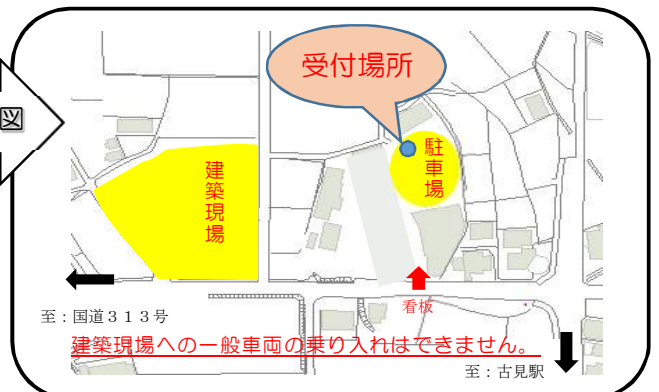 図
受付場所
駐車場
建築現場
看板
至：国道３１３号
建築現場への一般車両の乗り入れはできません。
至：古見駅